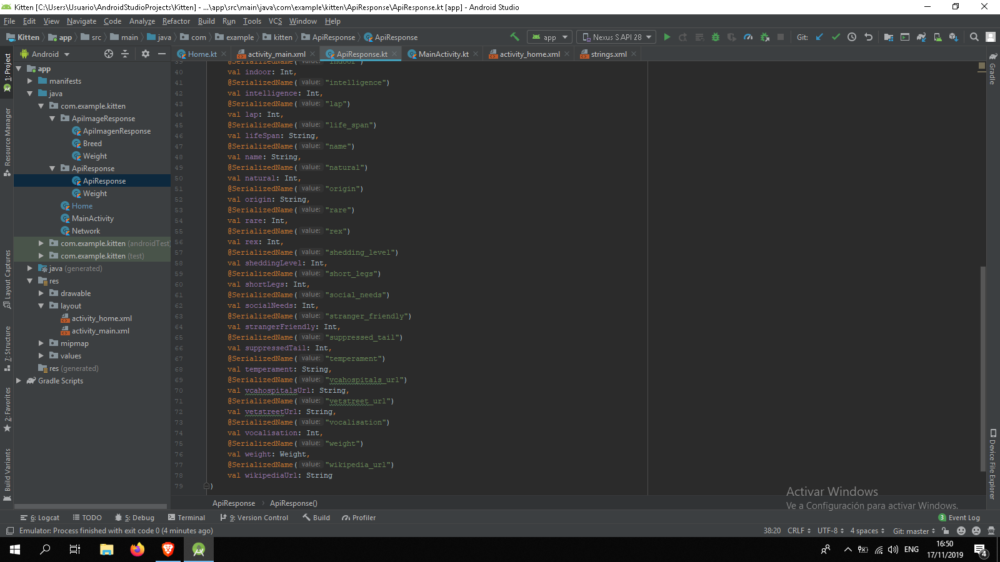 Kitten [C:\Users\Usuario\AndroidStudioProjects\Kitten] - ...\app\src\main\java\com\example\kitten\ApiResponse\ApiResponse.kt [app] - Android Studio
File Edit View Navigate Code Analyze Refactor Build Run Tools VCS Window Help
Kitten app src main java com example kitten ApiResponse ApiResponse app Nexus S API 28 Git:
Android Home.kt activity_main.xml ApiResponse.kt MainActivity.kt activity_home.xml strings.xml
1: Project
Resource Manager
Layout Captures
7: Structure
2: Favorites
Build Variants
app
manifests
java
com.example.kitten
ApiImageResponse
ApiImagenResponse
Breed
Weight
ApiResponse
ApiResponse
Weight
Home
MainActivity
Network
com.example.kitten (androidTest)
com.example.kitten (test)
java (generated)
res
drawable
layout
activity_home.xml
activity_main.xml
mipmap
values
res (generated)
Gradle Scripts
39 @SerializedName( value: "indoor")
40 val indoor: Int,
41 @SerializedName( value: "intelligence")
42 val intelligence: Int,
43 @SerializedName( value: "lap")
44 val lap: Int,
45 @SerializedName( value: "life_span")
46 val lifeSpan: String,
47 @SerializedName( value: "name")
48 val name: String,
49 @SerializedName( value: "natural")
50 val natural: Int,
51 @SerializedName( value: "origin")
52 val origin: String,
53 @SerializedName( value: "rare")
54 val rare: Int,
55 @SerializedName( value: "rex")
56 val rex: Int,
57 @SerializedName( value: "shedding_level")
58 val sheddingLevel: Int,
59 @SerializedName( value: "short_legs")
60 val shortLegs: Int,
61 @SerializedName( value: "social_needs")
62 val socialNeeds: Int,
63 @SerializedName( value: "stranger_friendly")
64 val strangerFriendly: Int,
65 @SerializedName( value: "suppressed_tail")
66 val suppressedTail: Int,
67 @SerializedName( value: "temperament")
68 val temperament: String,
69 @SerializedName( value: "vcahospitals_url")
70 val vcahospitalsUrl: String,
71 @SerializedName( value: "vetstreet_url")
72 val vetstreetUrl: String,
73 @SerializedName( value: "vocalisation")
74 val vocalisation: Int,
75 @SerializedName( value: "weight")
76 val weight: Weight,
77 @SerializedName( value: "wikipedia_url")
78 val wikipediaUrl: String
79 )
Gradle
Device File Explorer
Activar Windows
Ve a Configuración para activar Windows.
ApiResponse ApiResponse()
6: Logcat TODO 5: Debug Terminal 9: Version Control Build Profiler 3 Event Log
Emulator: Process finished with exit code 0 (4 minutes ago) 38:20 CRLF UTF-8 4 spaces Git: master
ENG 16:50
17/11/2019 4